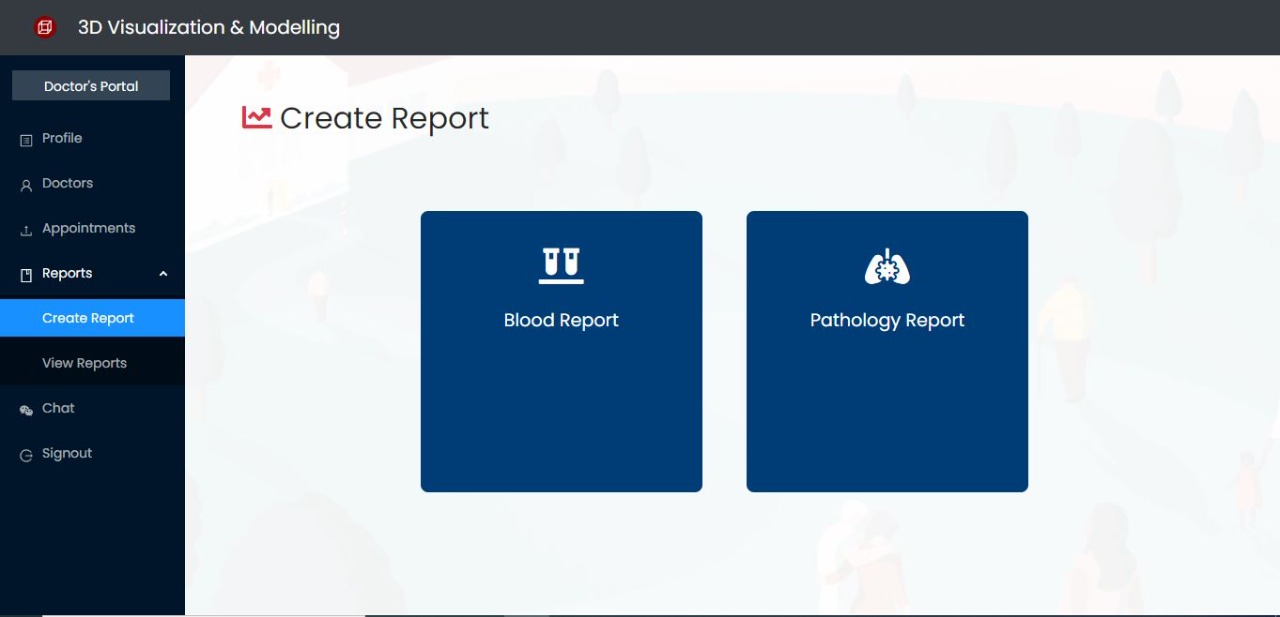 3D Visualization & Modelling
Doctor's Portal
Profile
Doctors
Appointments
Reports
Create Report
View Reports
Chat
Signout
Create Report
Blood Report
Pathology Report